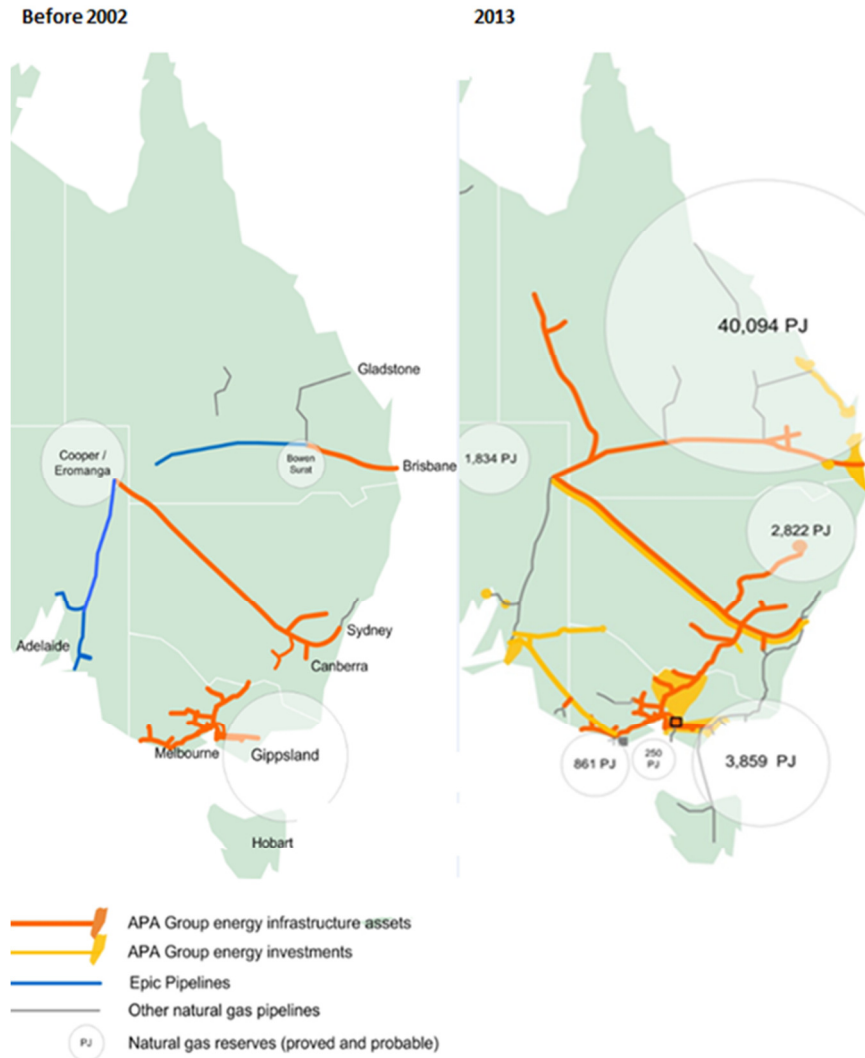 Before 2002
2013
Gladstone
Cooper /
Eromanga
Bowen
Surat
Brisbane
Adelaide
Sydney
Canberra
Melbourne
Gippsland
Hobart
40,094 PJ
1,834 PJ
2,822 PJ
861 PJ
250
PJ
3,859 PJ
APA Group energy infrastructure assets
APA Group energy investments
Epic Pipelines
Other natural gas pipelines
PJ
Natural gas reserves (proved and probable)